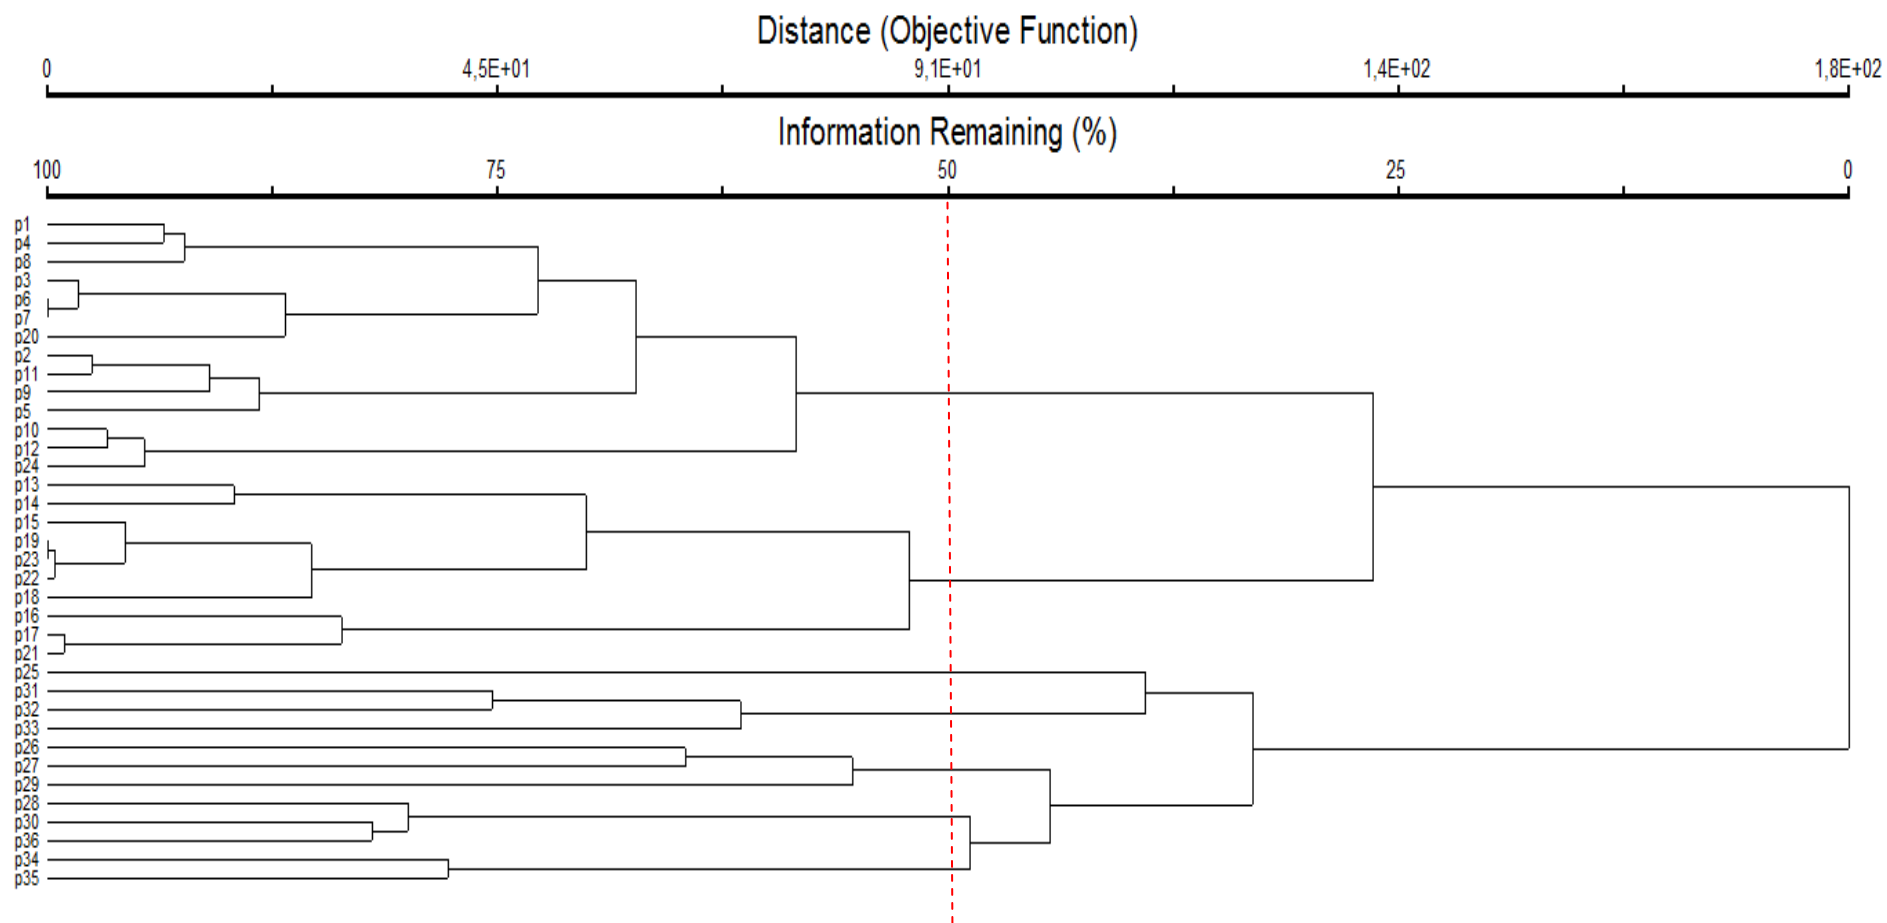 Distance (Objective Function)
0 4,5E+01 9,1E+01 1,4E+02 1,8E+02
Information Remaining (%)
100 75 50 25 0
p1
p4
p8
p3
p6
p7
p20
p2
p11
p9
p5
p10
p12
p24
p13
p14
p15
p19
p23
p22
p18
p16
p17
p21
p25
p31
p32
p33
p26
p27
p29
p28
p30
p36
p34
p35